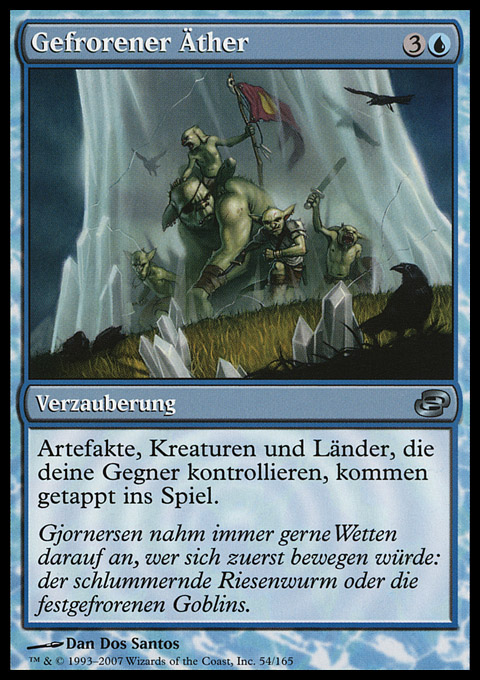 Gefrorener Äther 3
Verzauberung
Artefakte, Kreaturen und Länder, die
deine Gegner kontrollieren, kommen
getappt ins Spiel.
Gjornersen nahm immer gerne Wetten
darauf an, wer sich zuerst bewegen würde:
der schlummernde Riesenwurm oder die
festgefrorenen Goblins.
Dan Dos Santos
™ & © 1993–2007 Wizards of the Coast, Inc. 54/165